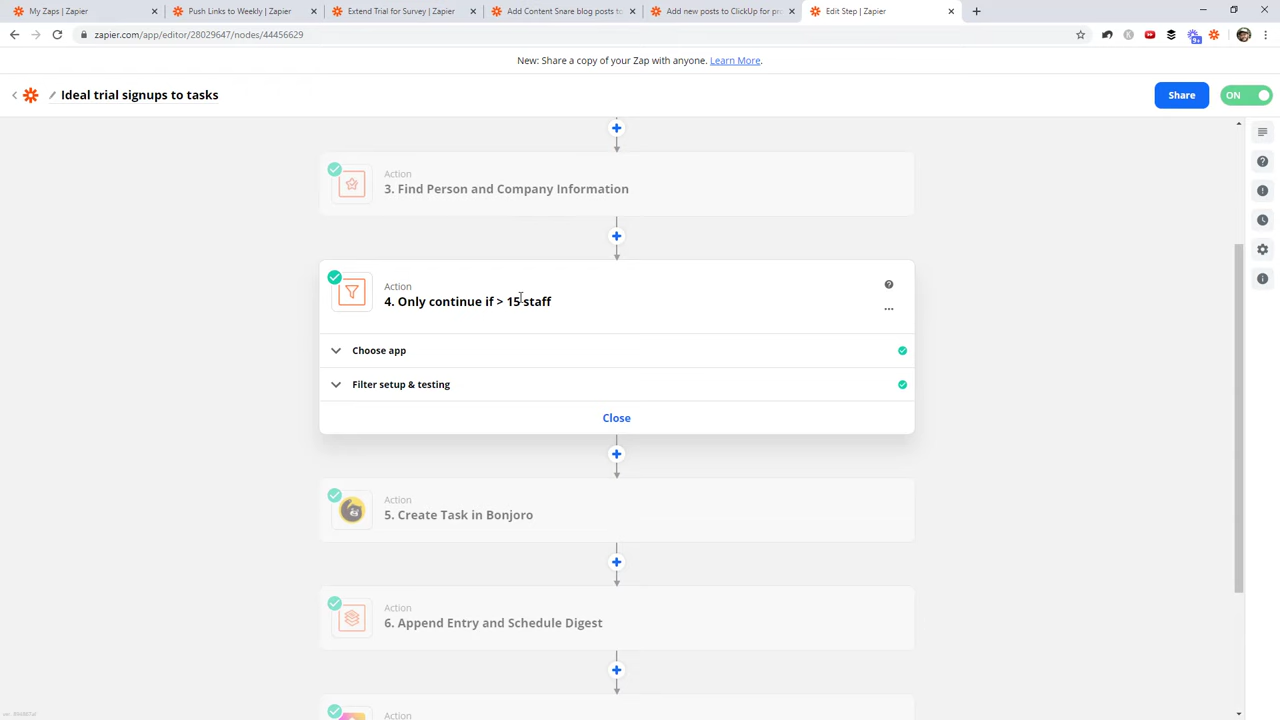 My Zaps | Zapier
Push Links to Weekly | Zapier
Extend Trial for Survey | Zapier
Add Content Snare blog posts to
Add new posts to ClickUp for pr
Edit Step | Zapier
zapier.com/app/editor/28029647/nodes/44456629
9+
New: Share a copy of your Zap with anyone. Learn More.
Ideal trial signups to tasks
Share
ON
Action
3. Find Person and Company Information
Action
4. Only continue if > 15 staff
Choose app
Filter setup & testing
Close
Action
5. Create Task in Bonjoro
Action
6. Append Entry and Schedule Digest
Action